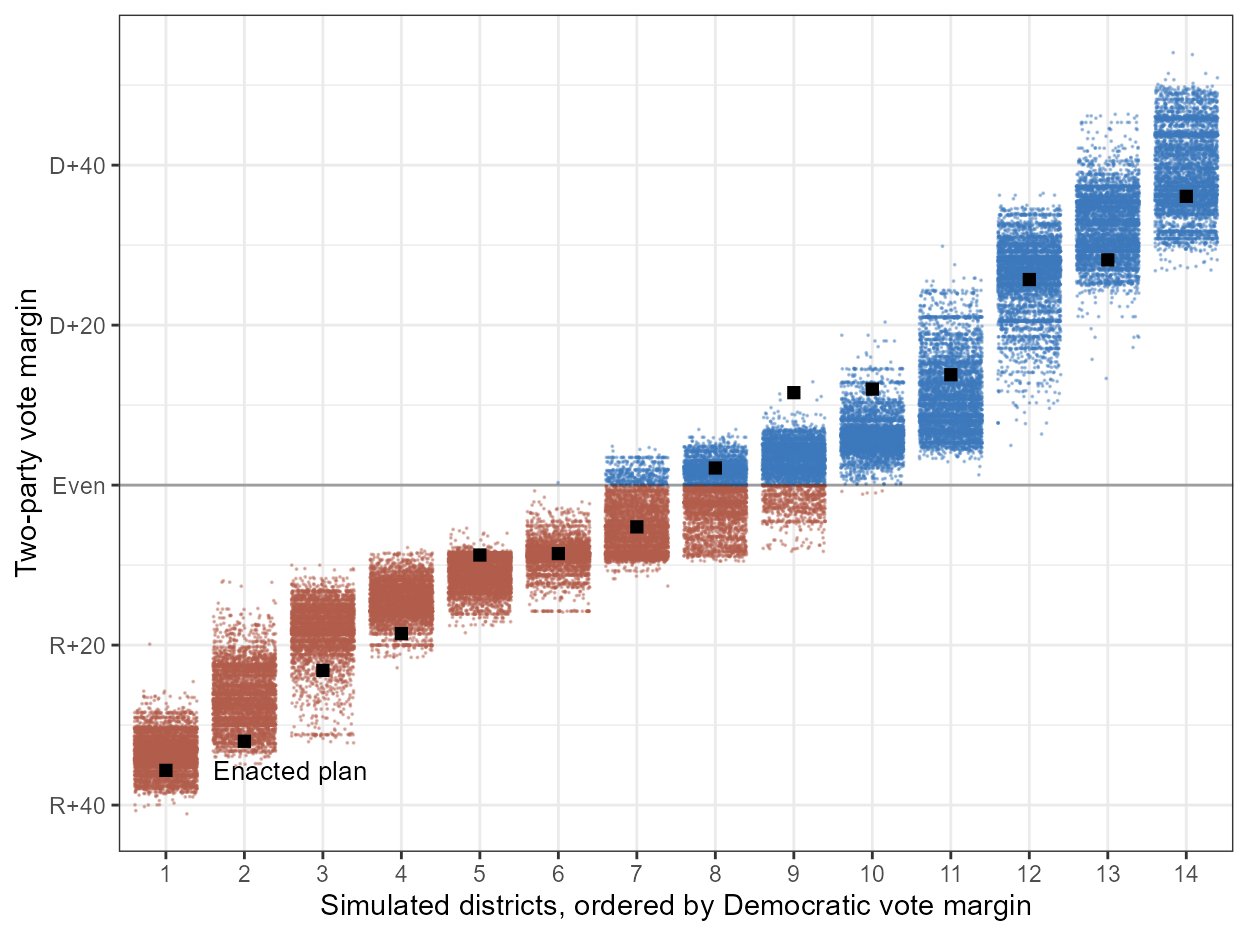 Two-party vote margin
D+40
D+20
Even
R+20
R+40
Enacted plan
1 2 3 4 5 6 7 8 9 10 11 12 13 14
Simulated districts, ordered by Democratic vote margin